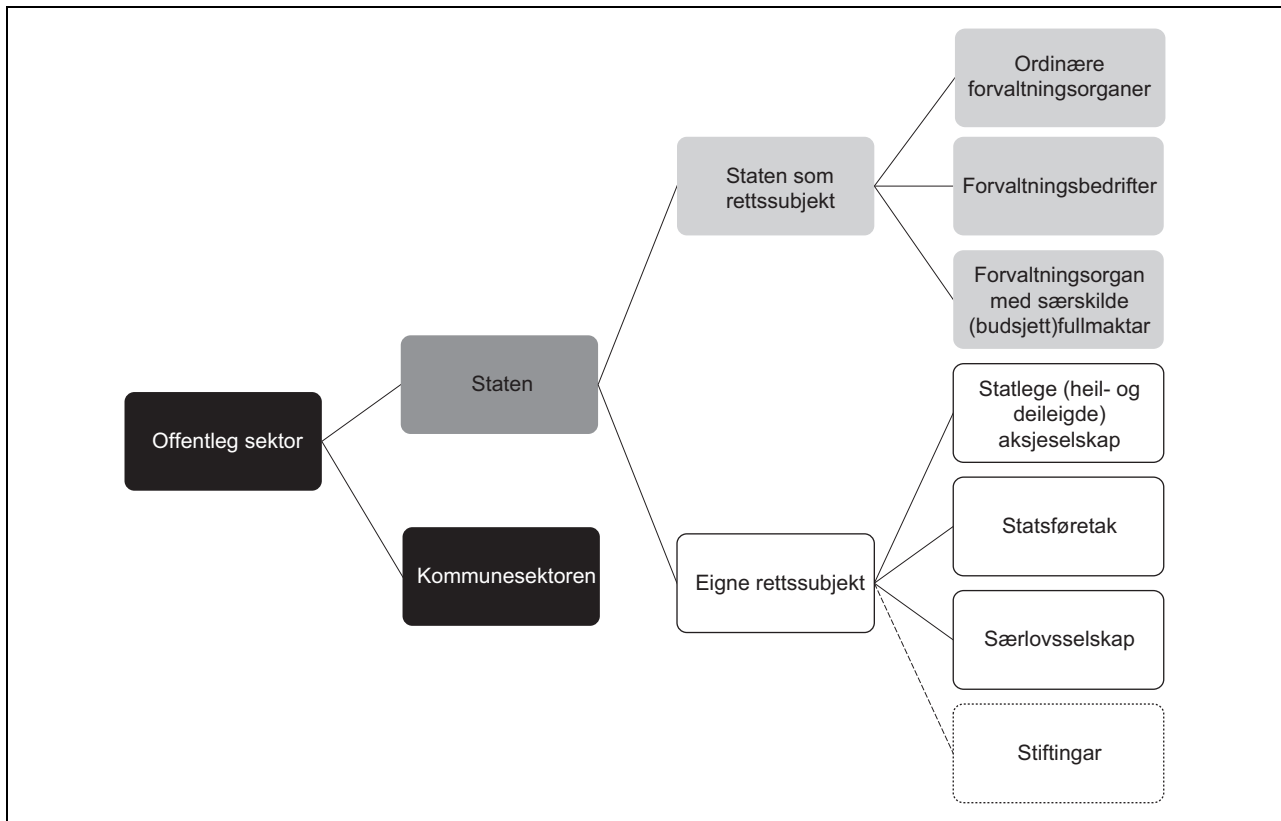 Offentleg sektor
Staten
Kommunesektoren
Staten som
rettssubjekt
Eigne rettssubjekt
Ordinære
forvaltningsorganer
Forvaltningsbedrifter
Forvaltningsorgan
med særskilde
(budsjett)fullmaktar
Statlege (heil- og
deileigde)
aksjeselskap
Statsføretak
Særlovsselskap
Stiftingar